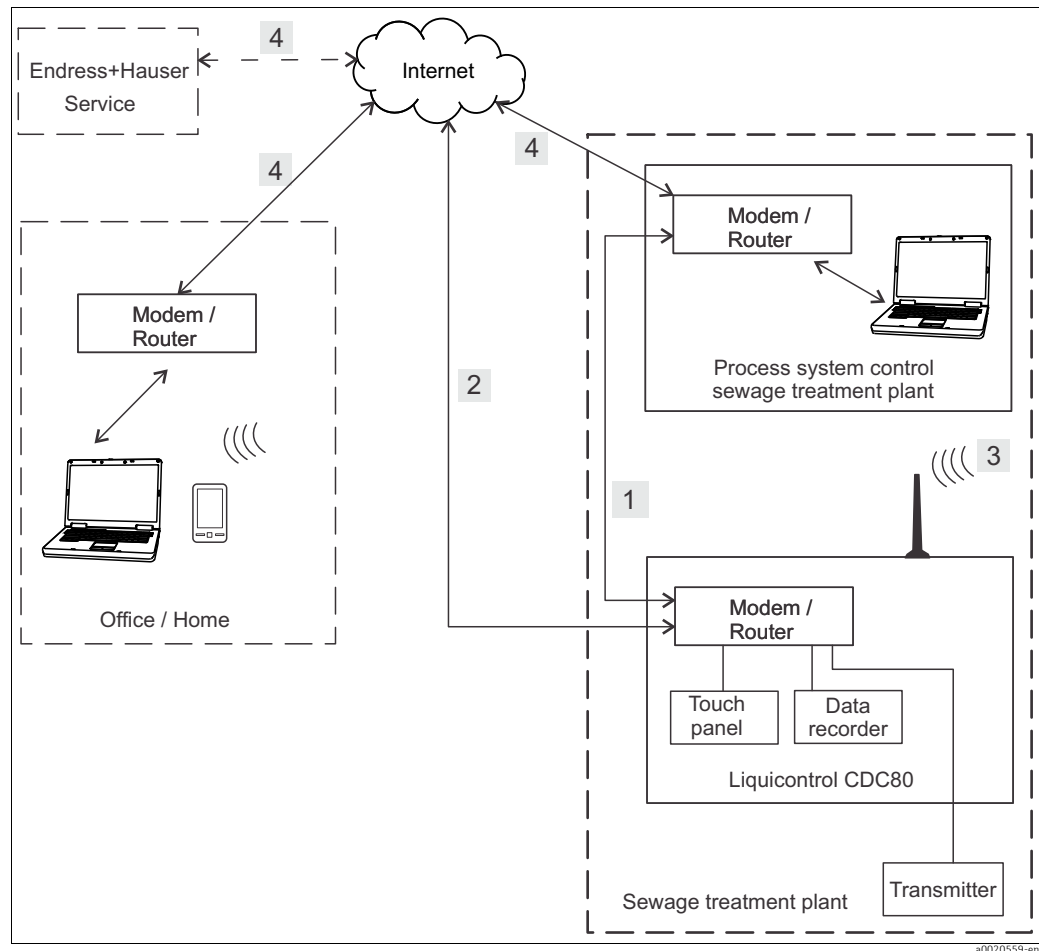 Endress+Hauser
Service
4
Internet
4
4
Modem /
Router
Modem /
Router
Process system control
sewage treatment plant
2
3
1
Office / Home
Modem /
Router
Touch
panel
Data
recorder
Liquicontrol CDC80
Transmitter
Sewage treatment plant
a0020559-en